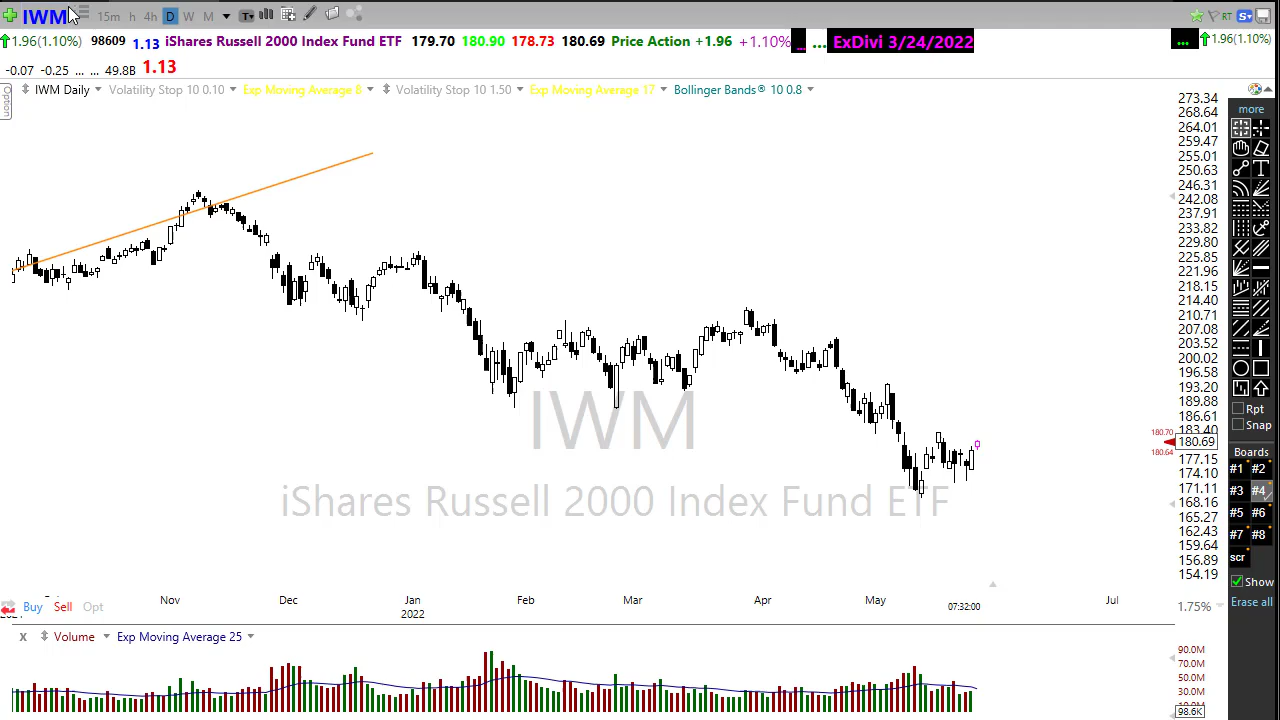 IWM 15m h 4h D W M T RT S
1.96(1.10%) 98609 1.13 iShares Russell 2000 Index Fund ETF 179.70 180.90 178.73 180.69 Price Action +1.96 +1.10% ... ... ExDivi 3/24/2022 ... 1.96(1.10%)
-0.07 -0.25 ... ... 49.8B 1.13
Option
IWM Daily Volatility Stop 10 0.10 Exp Moving Average 8 Volatility Stop 10 1.50 Exp Moving Average 17 Bollinger Bands® 10 0.8
273.34
268.64
264.01
259.47
255.01
250.63
246.31
242.08
237.91
233.82
229.80
225.85
221.96
218.15
214.40
210.71
207.08
203.52
200.02
196.58
193.20
189.88
186.61
183.40
180.70
180.69
180.64
177.15
174.10
171.11
168.16
165.27
162.43
159.64
156.89
154.19
more
T
Rpt
Snap
Boards
#1 #2
#3 #4
#5 #6
#7 #8
scr
Show
Erase all
IWM
iShares Russell 2000 Index Fund ETF
Buy Sell Opt
Nov Dec Jan Feb Mar Apr May 07:32:00 Jul 1.75%
2022
X Volume Exp Moving Average 25
90.0M
70.0M
50.0M
30.0M
98.6K